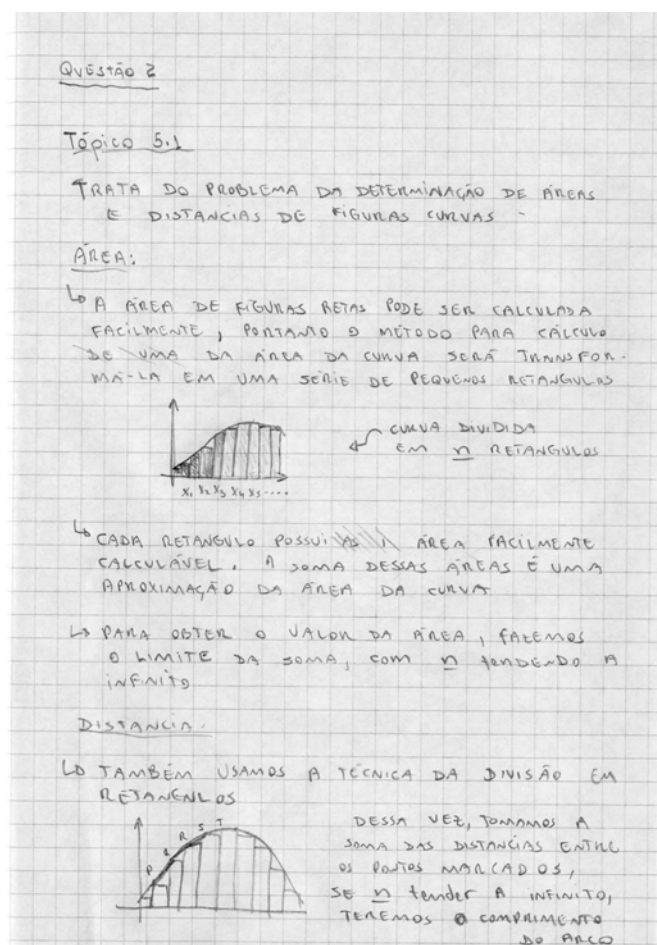 QUESTÃO 2
Tópico 5.1
TRATA DO PROBLEMA DA DETERMINAÇÃO DE ÁREAS
E DISTANCIAS DE FIGURAS CURVAS -
ÁREA:
↳ A ÁREA DE FIGURAS RETAS PODE SER CALCULADA
FACILMENTE, PORTANTO O MÉTODO PARA CÁLCULO
DE UMA DA ÁREA DA CURVA SERÁ TRANSFOR-
MÁ-LA EM UMA SÉRIE DE PEQUENOS RETANGULOS
CURVA DIVIDIDA
EM n RETANGULOS
x₁ x₂ x₃ x₄ x₅ ....
↳ CADA RETANGULO POSSUI ÁREA FACILMENTE
CALCULÁVEL. A SOMA DESSAS ÁREAS É UMA
APROXIMAÇÃO DA ÁREA DA CURVA
↳ PARA OBTER O VALOR DA ÁREA, FAZEMOS
O LIMITE DA SOMA, COM n tENDENDO A
INFINITO
DISTANCIA.
↳ TAMBÉM USAMOS A TÉCNICA DA DIVISÃO EM
RETANGNLOS
P Q R S T
DESSA VEZ, TOMAMOS A
SOMA DAS DISTANCIAS ENTRE
OS PONTOS MARCADOS,
SE n tender A INFINITO,
TEREMOS O COMPRIMENTO
DO ARCO